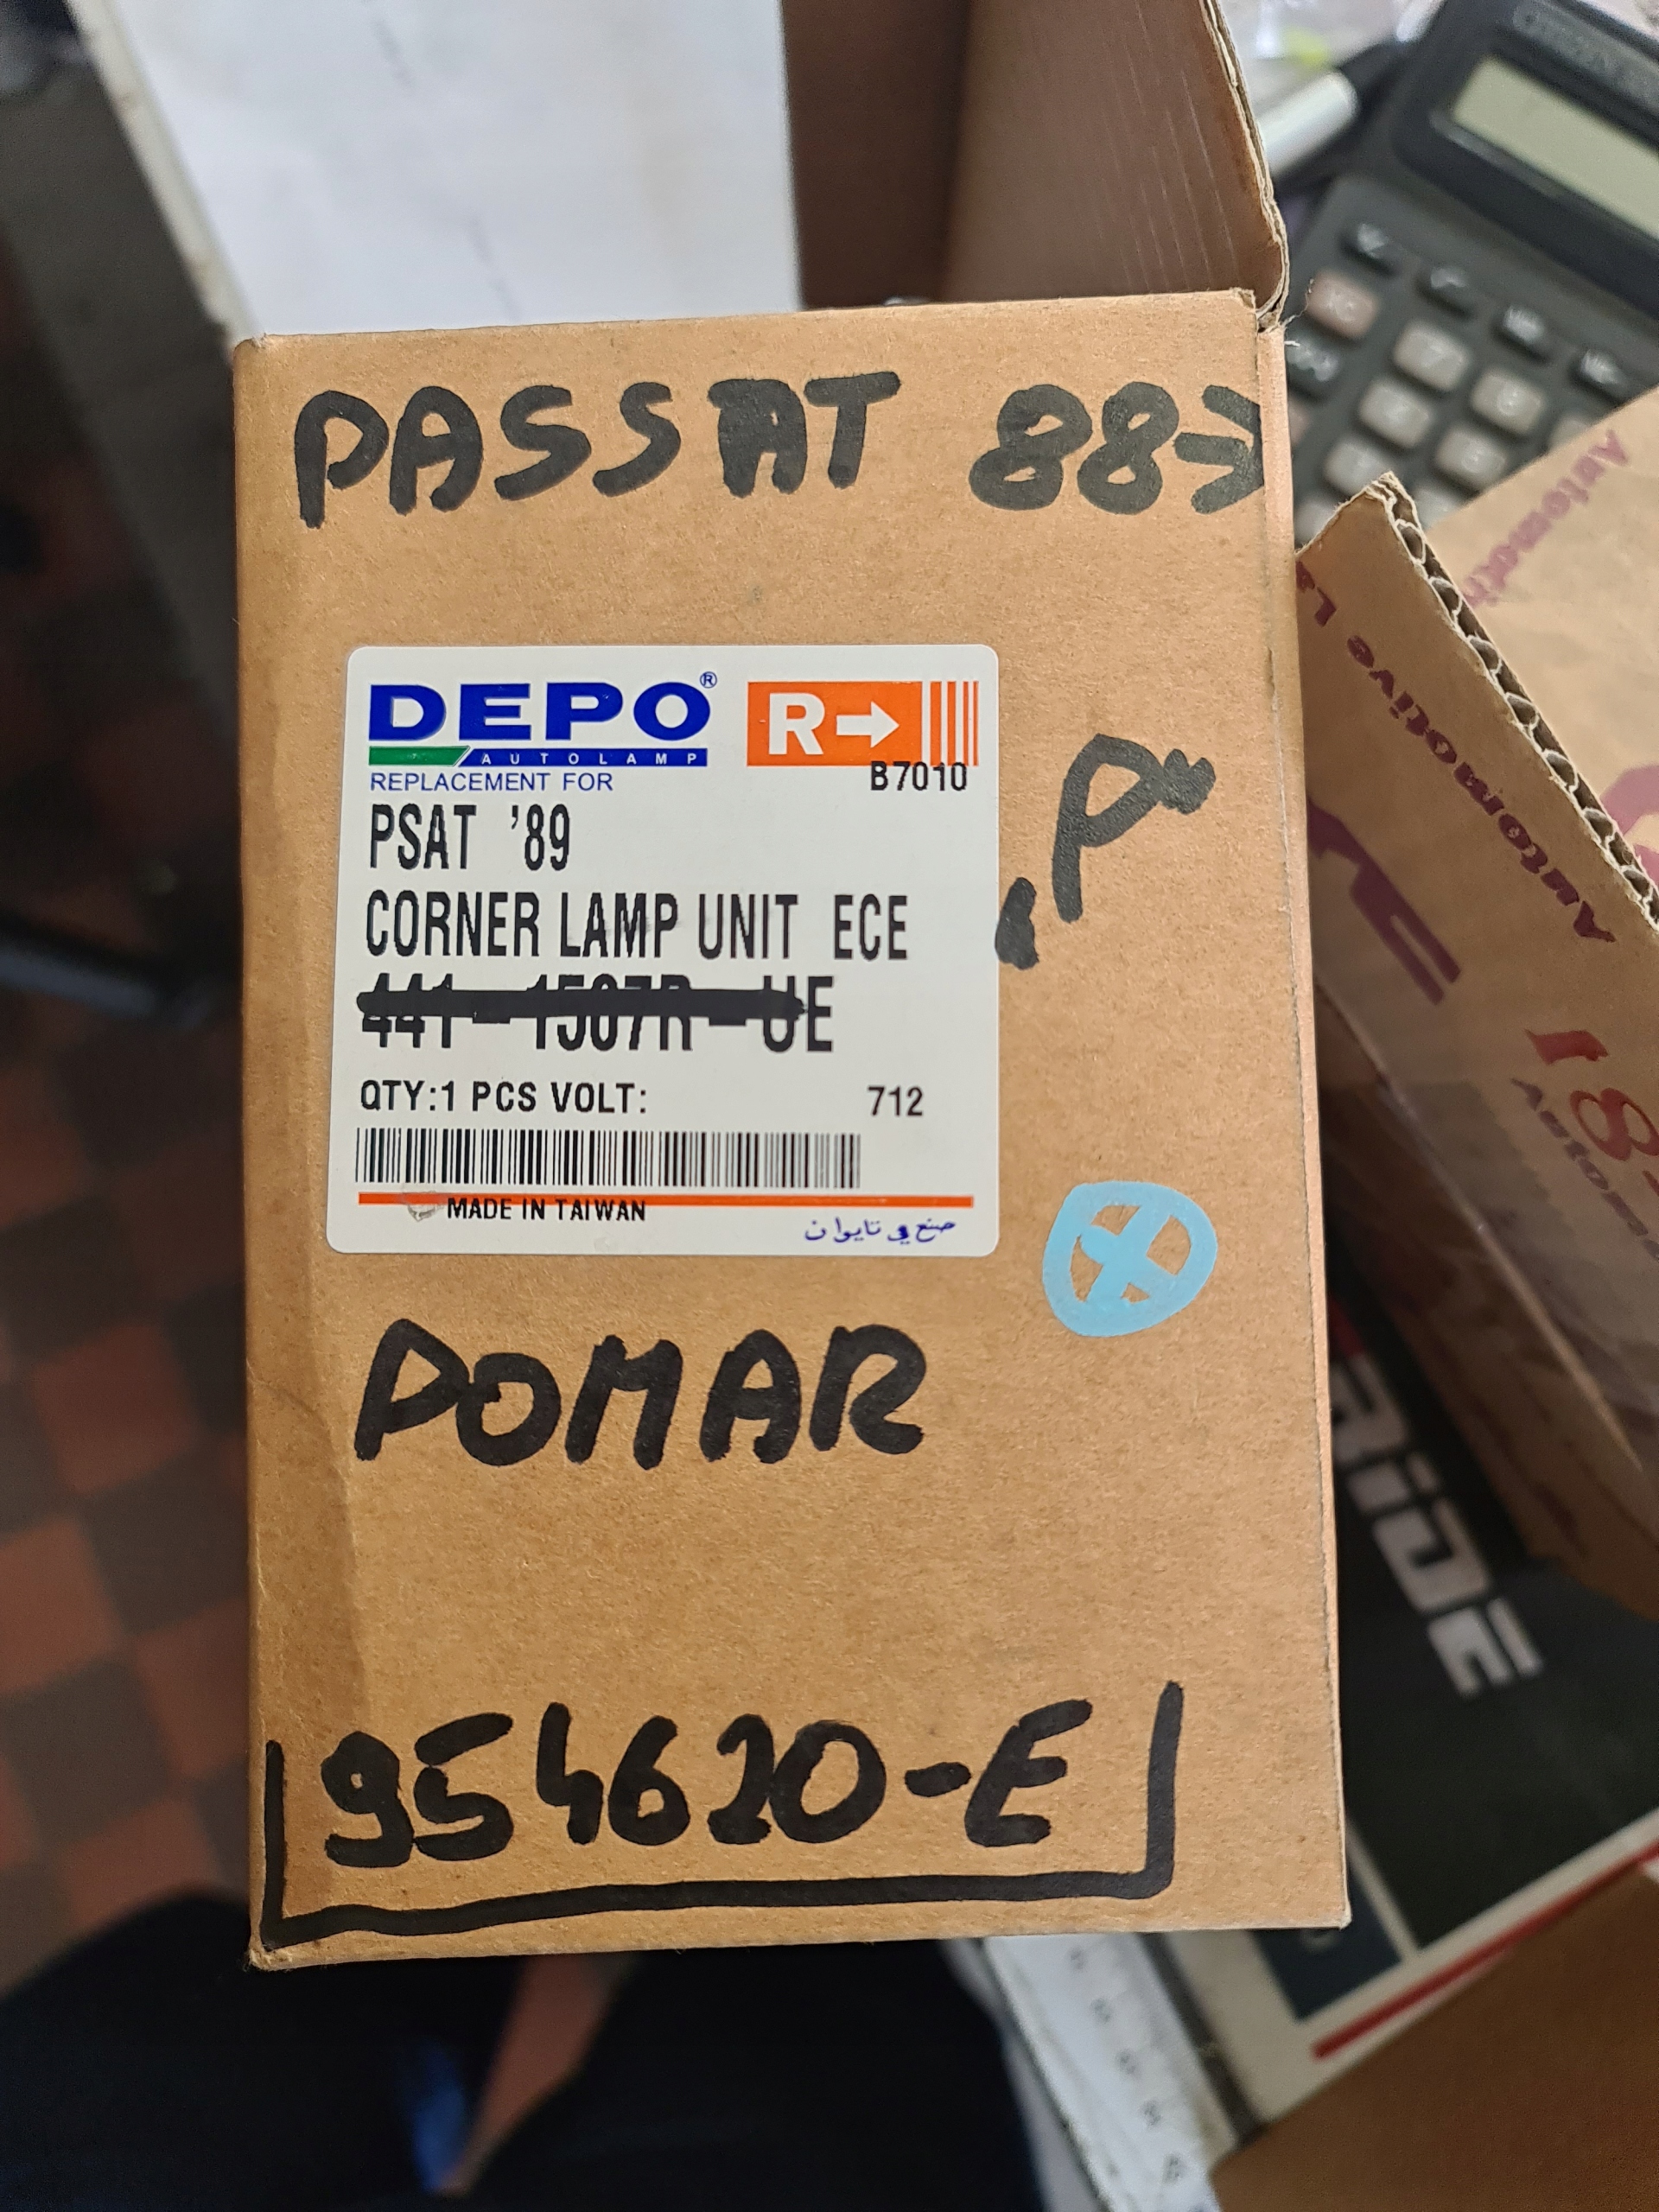 PASSAT 88→
DEPO®
AUTOLAMP
R→
REPLACEMENT FOR
B7010
PSAT '89
CORNER LAMP UNIT ECE
441-1507R-UE
„P"
QTY:1 PCS VOLT:
712
MADE IN TAIWAN
صنع في تايوان
POMAR
954620-E
Automotive